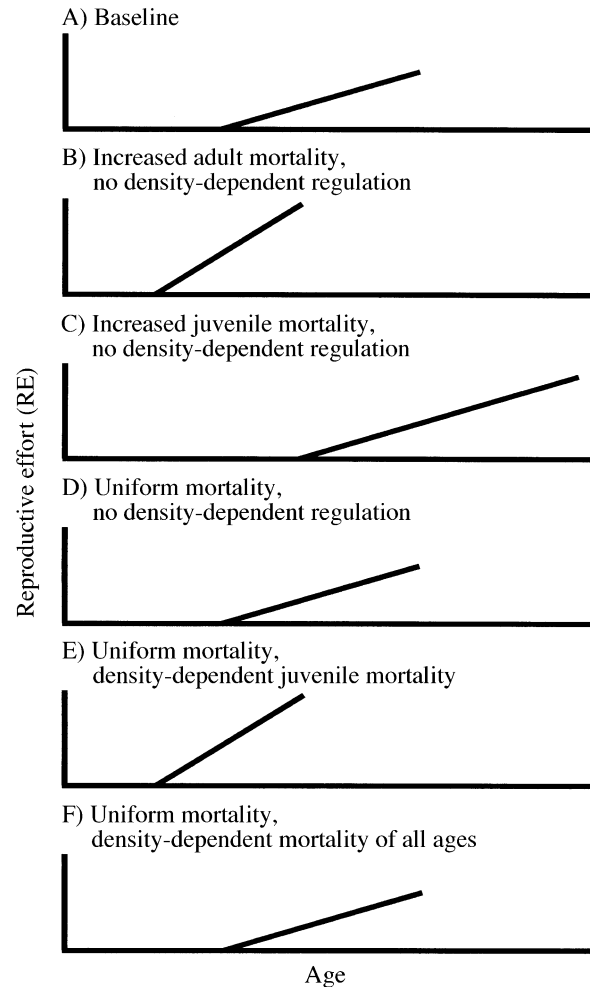 A) Baseline
B) Increased adult mortality,
no density-dependent regulation
C) Increased juvenile mortality,
no density-dependent regulation
D) Uniform mortality,
no density-dependent regulation
E) Uniform mortality,
density-dependent juvenile mortality
F) Uniform mortality,
density-dependent mortality of all ages
Reproductive effort (RE)
Age